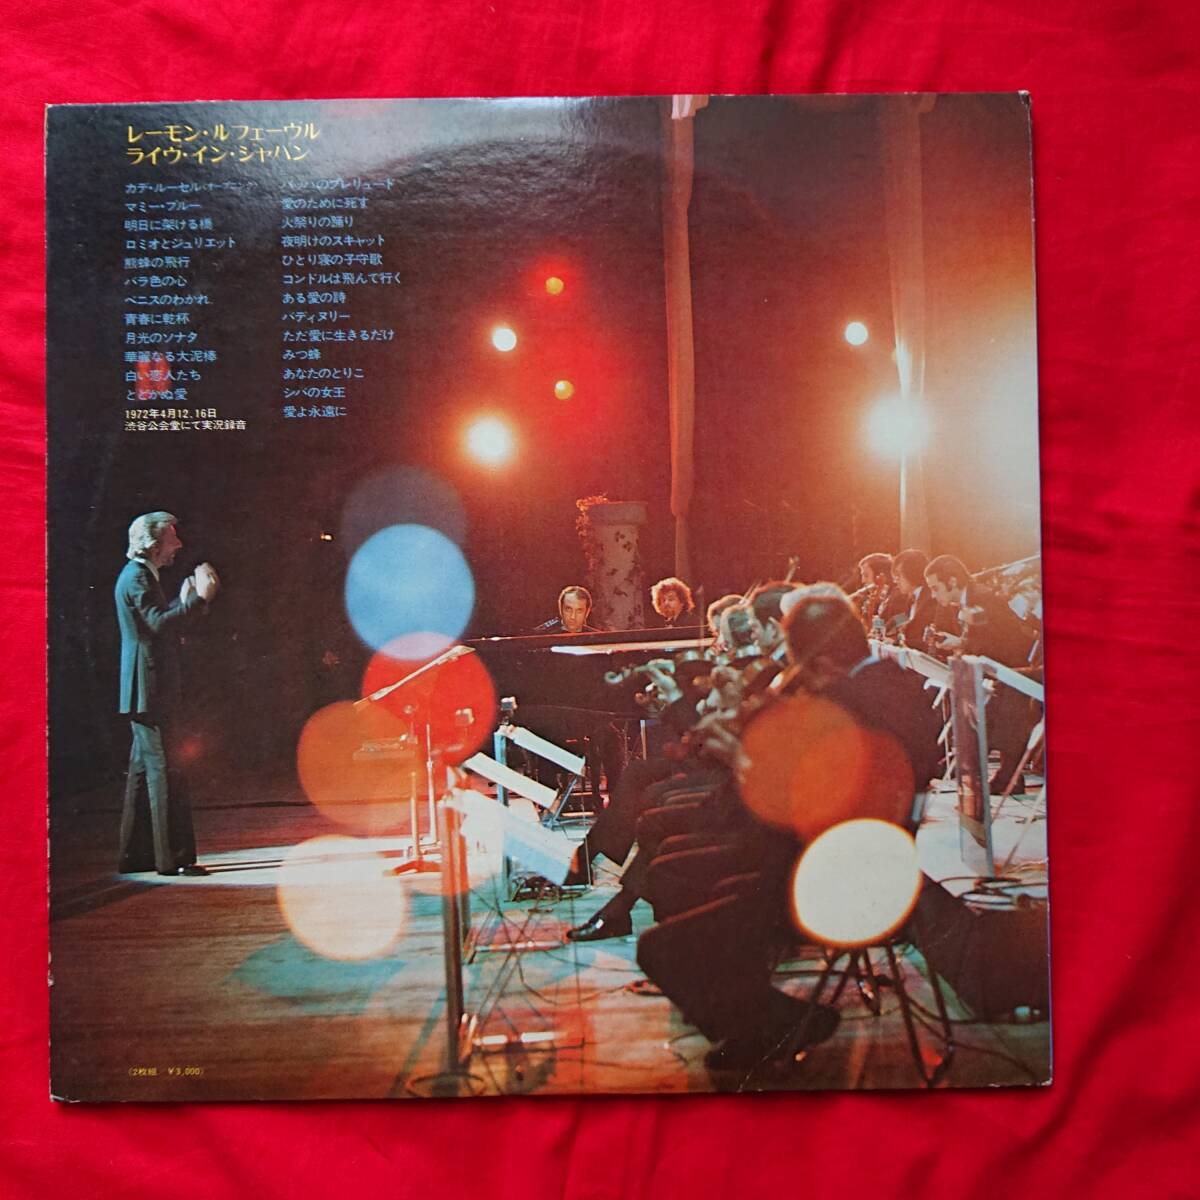 レーモン・ルフェーヴル
ライヴ・イン・ジャパン
カデ・ルーセル(オープニング)
マミー・ブルー
明日に架ける橋
ロミオとジュリエット
熊蜂の飛行
バラ色の心
ベニスのわかれ
青春に乾杯
月光のソナタ
華麗なる大泥棒
白い恋人たち
とどかぬ愛
1972年4月12.16日
渋谷公会堂にて実況録音
バッハのプレリュード
愛のために死す
火祭りの踊り
夜明けのスキャット
ひとり寝の子守歌
コンドルは飛んで行く
ある愛の詩
バディヌリー
ただ愛に生きるだけ
みつ蜂
あなたのとりこ
シバの女王
愛よ永遠に
(2枚組 ¥3,000)